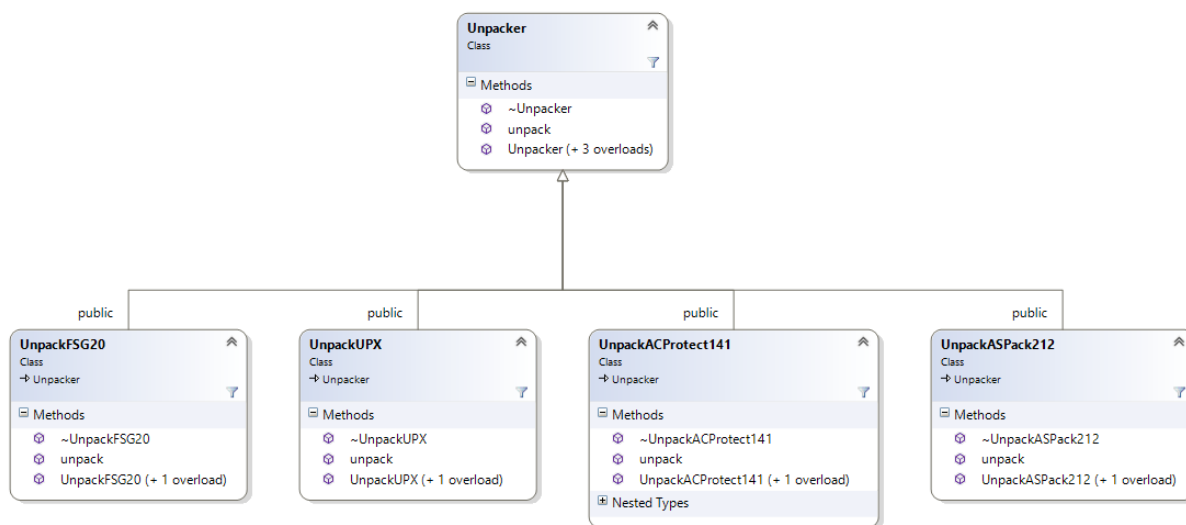 Unpacker
Class
Methods
~Unpacker
unpack
Unpacker (+ 3 overloads)
public
public
public
public
UnpackFSG20
Class
Unpacker
Methods
~UnpackFSG20
unpack
UnpackFSG20 (+ 1 overload)
UnpackUPX
Class
Unpacker
Methods
~UnpackUPX
unpack
UnpackUPX (+ 1 overload)
UnpackACProtect141
Class
Unpacker
Methods
~UnpackACProtect141
unpack
UnpackACProtect141 (+ 1 overload)
Nested Types
UnpackASPack212
Class
Unpacker
Methods
~UnpackASPack212
unpack
UnpackASPack212 (+ 1 overload)